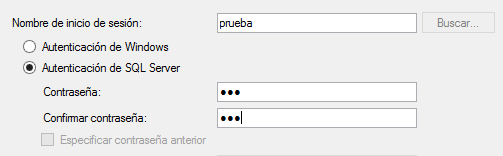 Nombre de inicio de sesión: prueba Buscar...
Autenticación de Windows
Autenticación de SQL Server
Contraseña: ●●●
Confirmar contraseña: ●●●
Especificar contraseña anterior